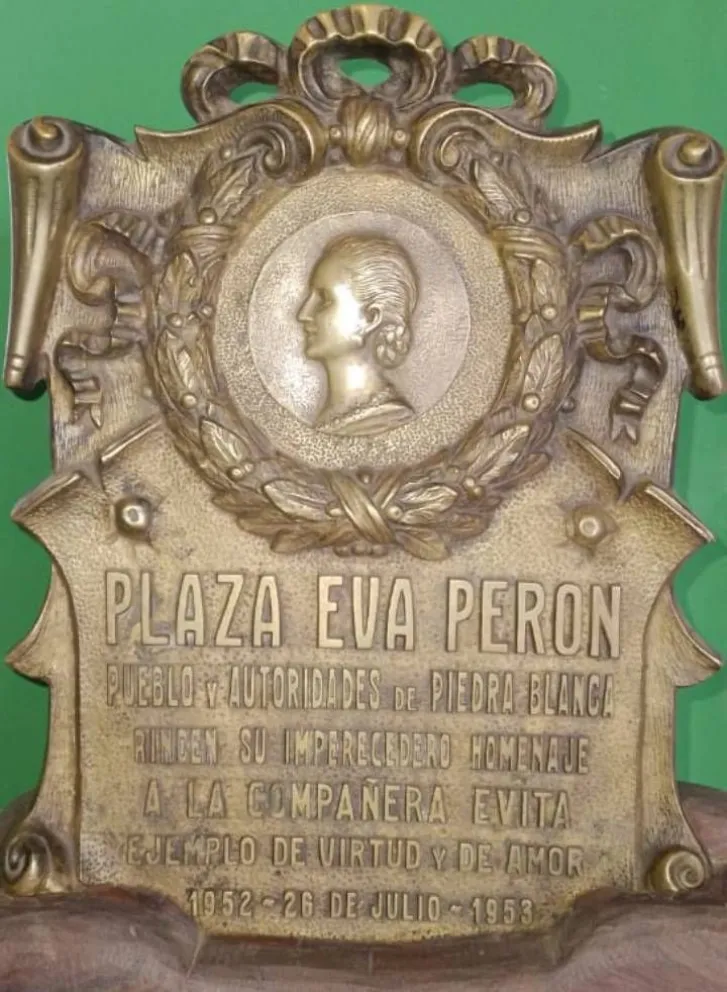 PLAZA EVA PERON
PUEBLO Y AUTORIDADES DE PIEDRA BLANCA
RINDEN SU IMPERECEDERO HOMENAJE
A LA COMPAÑERA EVITA
EJEMPLO DE VIRTUD Y DE AMOR
1952 - 26 DE JULIO - 1953